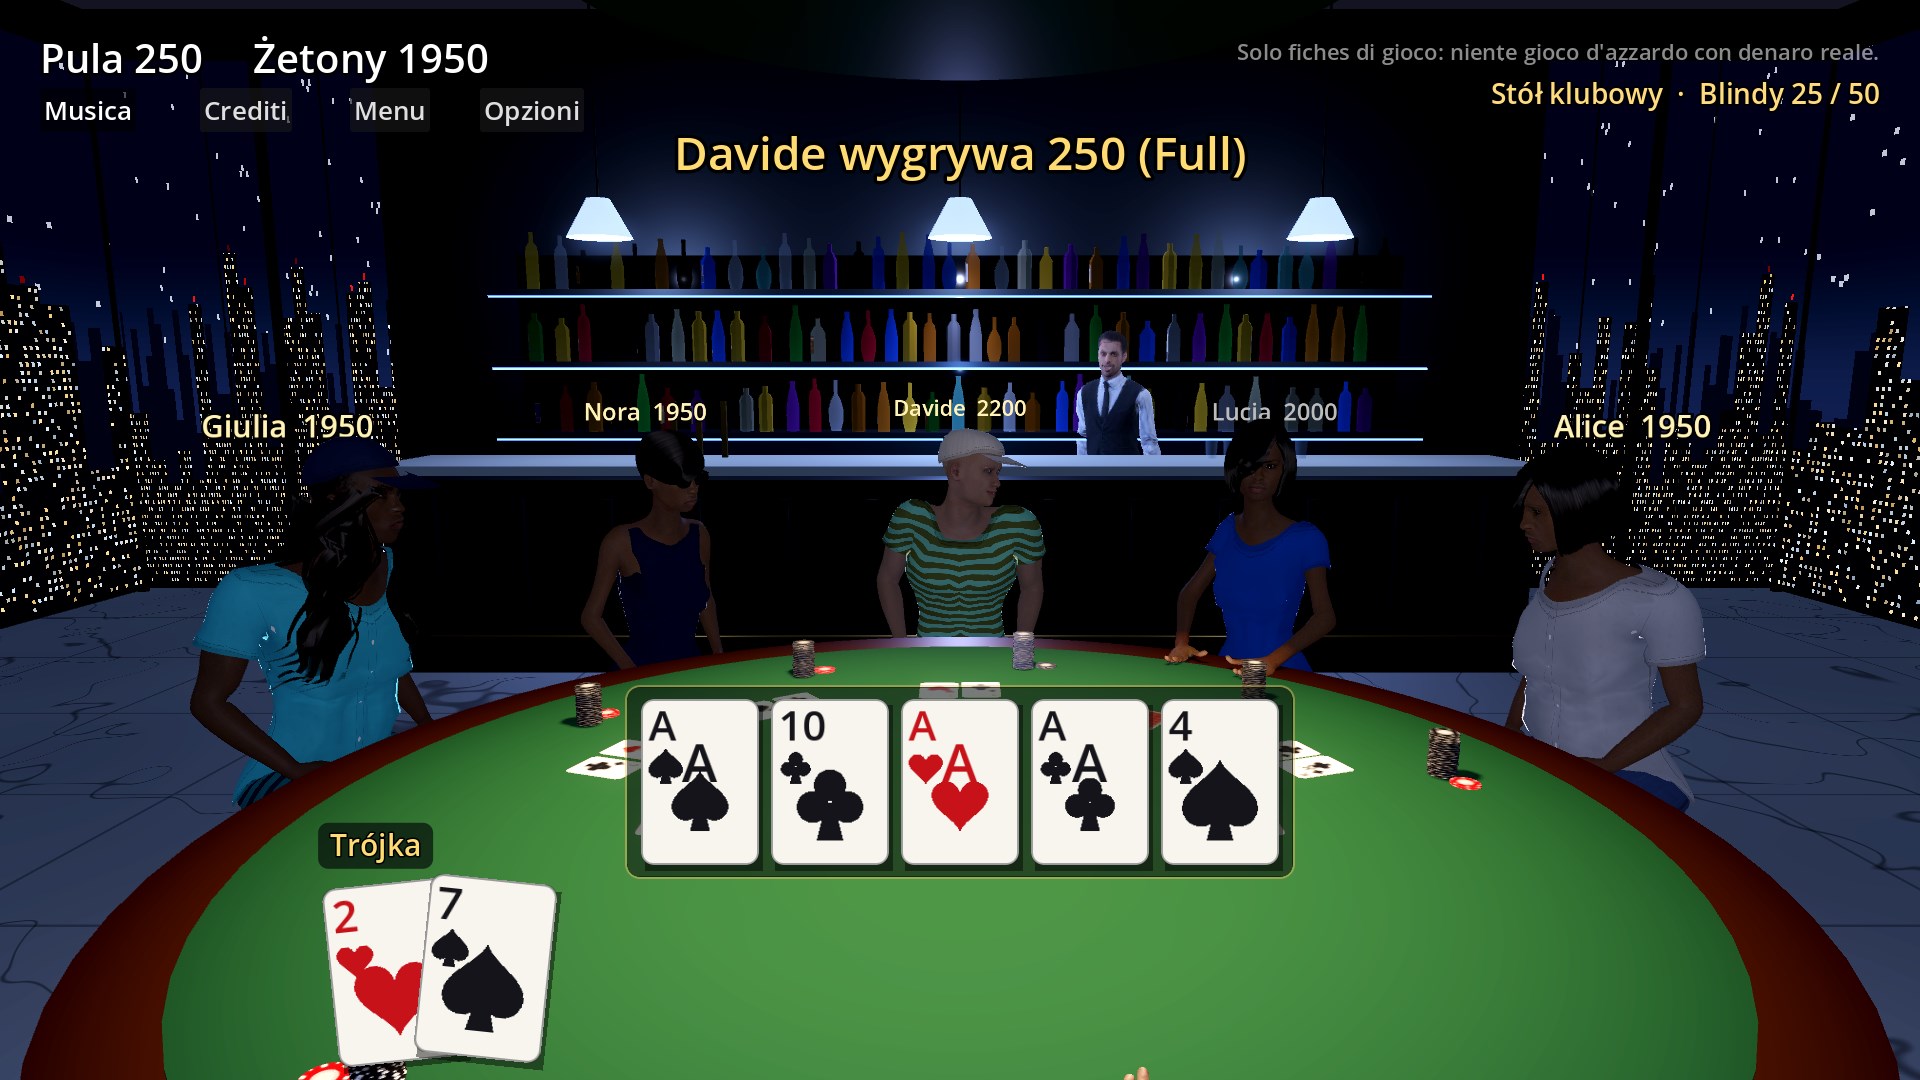 Pula 250 Żetony 1950
Solo fiches di gioco: niente gioco d'azzardo con denaro reale.
Musica Crediti Menu Opzioni
Stół klubowy · Blindy 25 / 50
Davide wygrywa 250 (Full)
Giulia 1950
Nora 1950
Davide 2200
Lucia 2000
Alice 1950
A A
10
A A
A A
4
Trójka
2
7